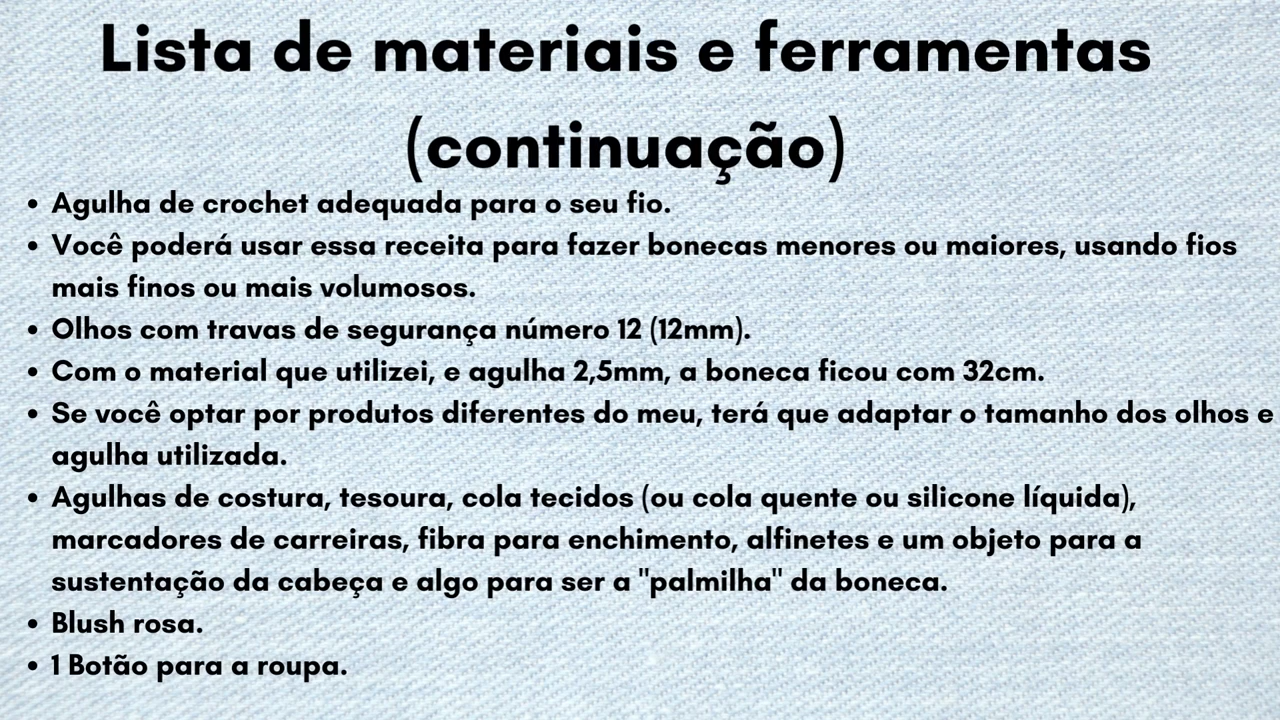 Lista de materiais e ferramentas
(continuação)
• Agulha de crochet adequada para o seu fio.
• Você poderá usar essa receita para fazer bonecas menores ou maiores, usando fios
mais finos ou mais volumosos.
• Olhos com travas de segurança número 12 (12mm).
• Com o material que utilizei, e agulha 2,5mm, a boneca ficou com 32cm.
• Se você optar por produtos diferentes do meu, terá que adaptar o tamanho dos olhos e
agulha utilizada.
• Agulhas de costura, tesoura, cola tecidos (ou cola quente ou silicone líquida),
marcadores de carreiras, fibra para enchimento, alfinetes e um objeto para a
sustentação da cabeça e algo para ser a "palmilha" da boneca.
• Blush rosa.
• 1 Botão para a roupa.